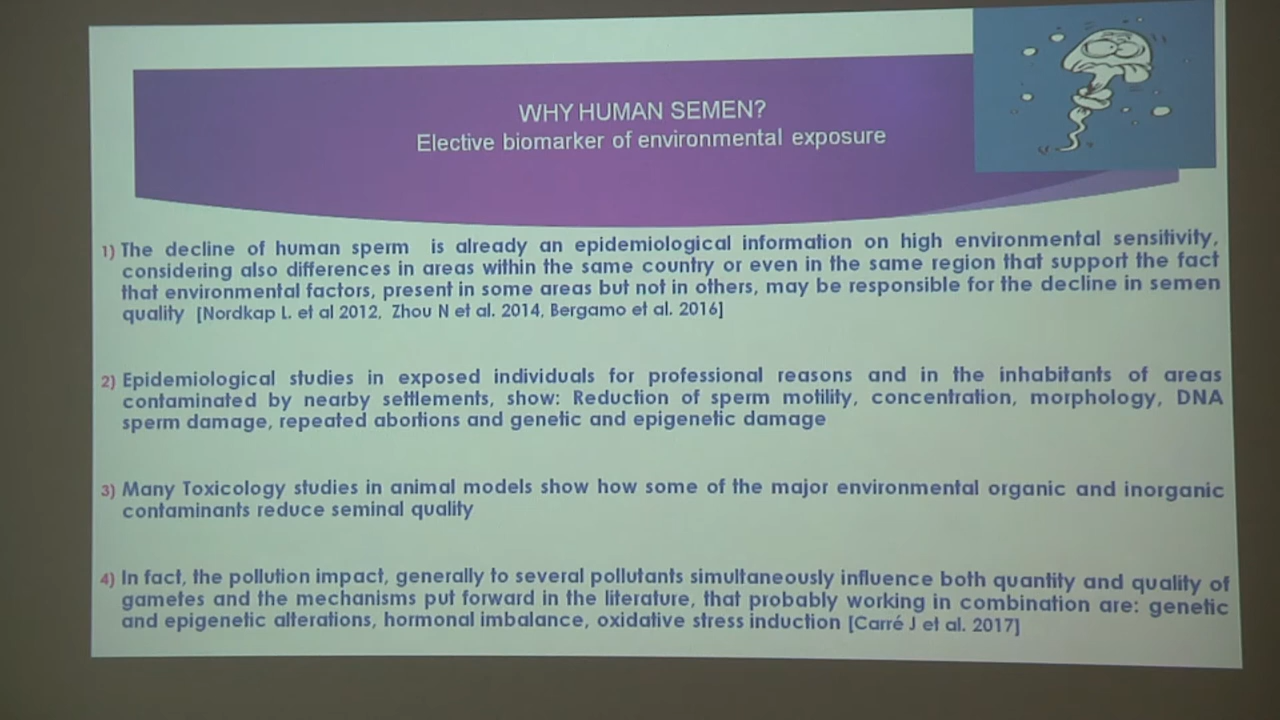 WHY HUMAN SEMEN?
Elective biomarker of environmental exposure
1) The decline of human sperm is already an epidemiological information on high environmental sensitivity,
considering also differences in areas within the same country or even in the same region that support the fact
that environmental factors, present in some areas but not in others, may be responsible for the decline in semen
quality [Nordkap L. et al 2012, Zhou N et al. 2014, Bergamo et al. 2016]
2) Epidemiological studies in exposed individuals for professional reasons and in the inhabitants of areas
contaminated by nearby settlements, show: Reduction of sperm motility, concentration, morphology, DNA
sperm damage, repeated abortions and genetic and epigenetic damage
3) Many Toxicology studies in animal models show how some of the major environmental organic and inorganic
contaminants reduce seminal quality
4) In fact, the pollution impact, generally to several pollutants simultaneously influence both quantity and quality of
gametes and the mechanisms put forward in the literature, that probably working in combination are: genetic
and epigenetic alterations, hormonal imbalance, oxidative stress induction [Carré J et al. 2017]